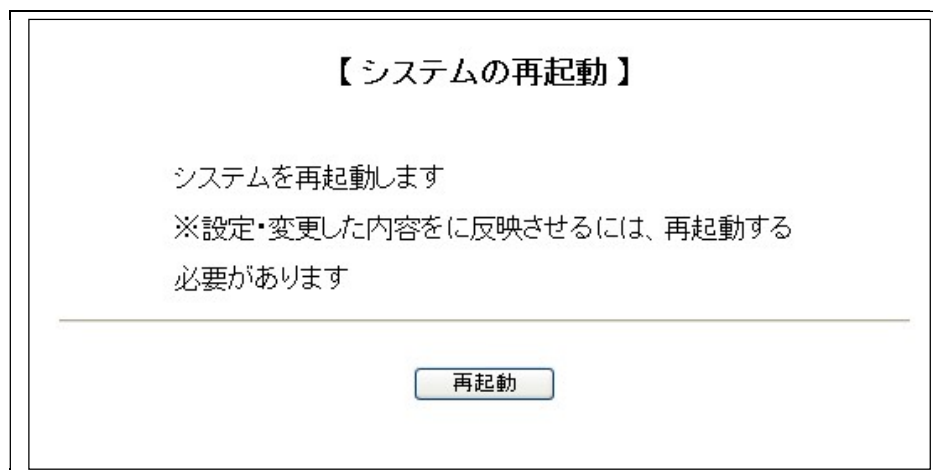 【システムの再起動】
システムを再起動します
※設定・変更した内容をに反映させるには、再起動する
必要があります
再起動